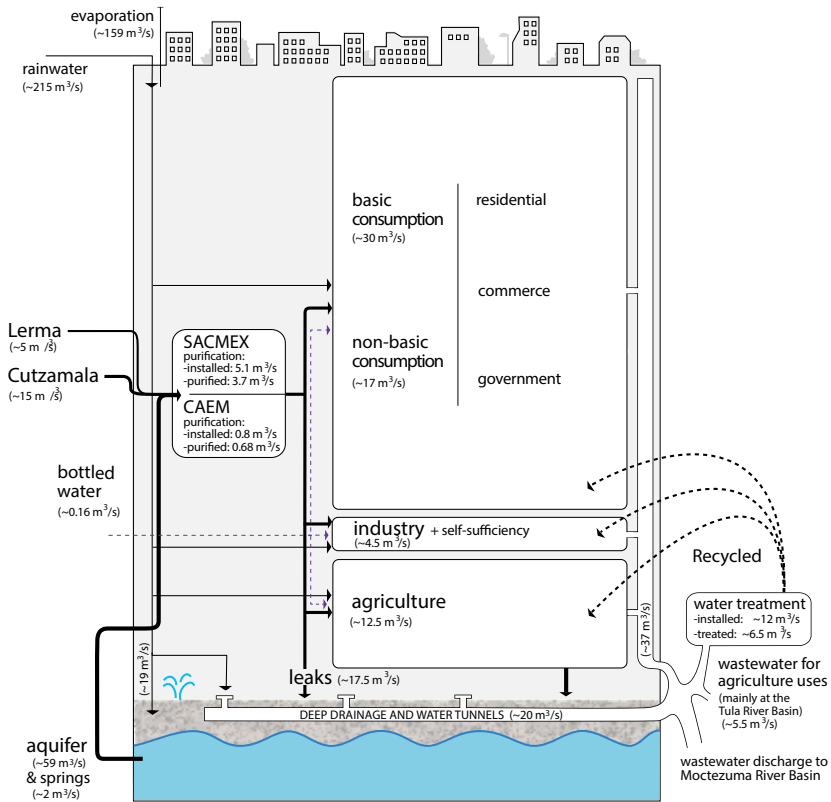 evaporation
(~159 m³/s)
rainwater
(~215 m³/s)
basic
consumption
(~30 m³/s)
residential
commerce
non-basic
consumption
(~17 m³/s)
government
Lerma
(~5 m /s̄³)
Cutzamala
(~15 m /s̄³)
SACMEX
purification:
-installed: 5.1 m³/s
-purified: 3.7 m³/s
CAEM
purification:
-installed: 0.8 m³/s
-purified: 0.68 m³/s
bottled
water
(~0.16 m³/s)
industry + self-sufficiency
(~4.5 m³/s)
Recycled
agriculture
(~12.5 m³/s)
water treatment
-installed: ~12 m³/s
-treated: ~6.5 m³/s
(~37 m³/s)
(~19 m³/s)
leaks (~17.5 m³/s)
wastewater for
agriculture uses
(mainly at the
Tula River Basin)
(~5.5 m³/s)
DEEP DRAINAGE AND WATER TUNNELS (~20 m³/s)
aquifer
(~59 m³/s)
& springs
(~2 m³/s)
wastewater discharge to
Moctezuma River Basin